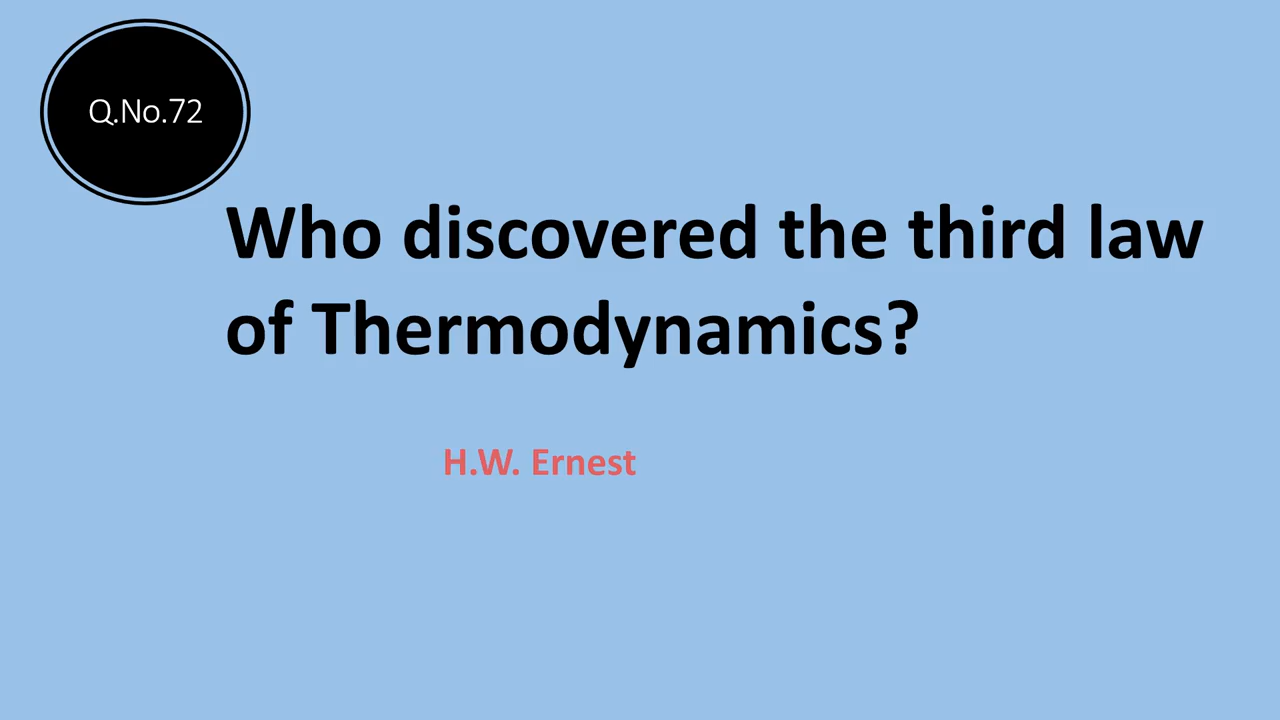 Q.No.72
Who discovered the third law
of Thermodynamics?
H.W. Ernest